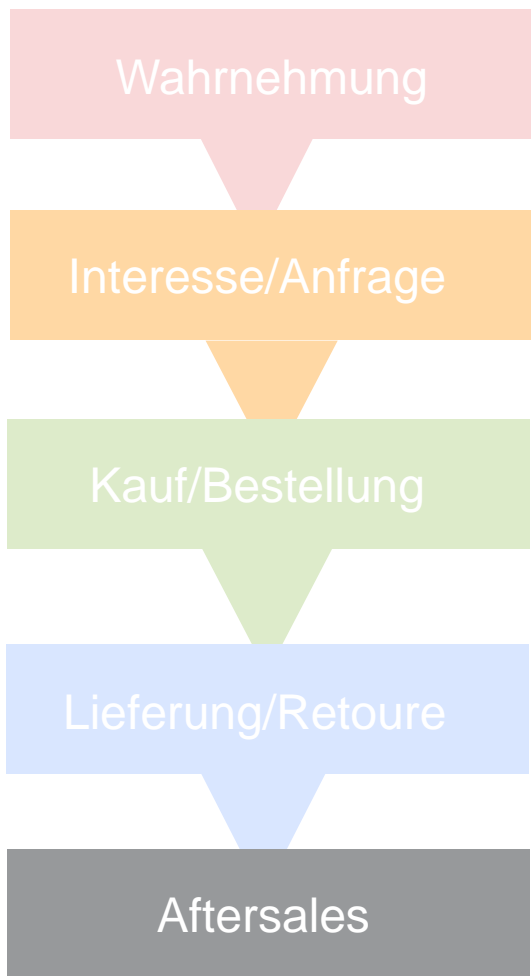 Wahrnehmung
Interesse/Anfrage
Kauf/Bestellung
Lieferung/Retoure
Aftersales